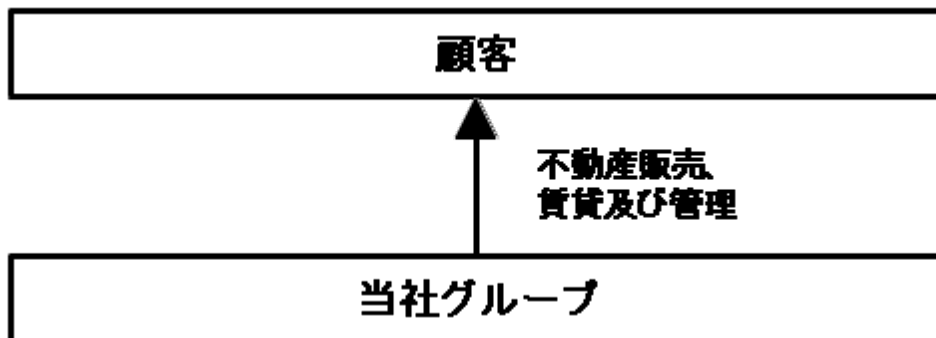 顧客
不動産販売、
賃貸及び管理
当社グループ